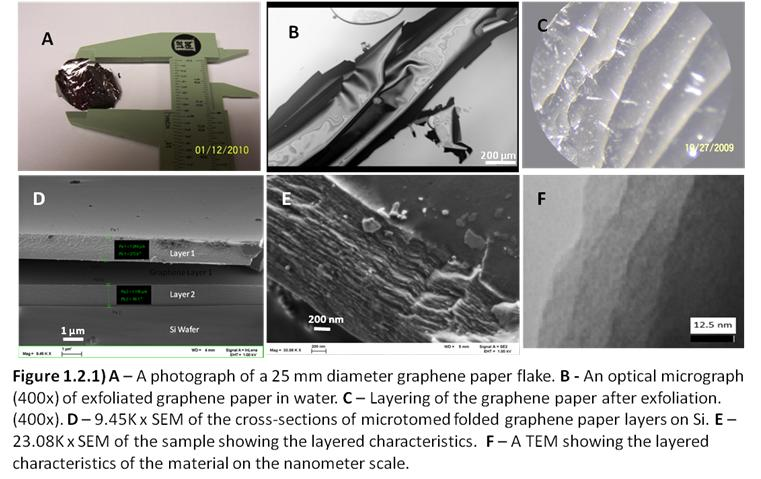 A
01/12/2010
B
200 µm
C
10/27/2009
D
Layer 1
Graphene Layer 1
Layer 2
Si Wafer
1 µm
E
200 nm
F
12.5 nm
Figure 1.2.1) A – A photograph of a 25 mm diameter graphene paper flake. B - An optical micrograph
(400x) of exfoliated graphene paper in water. C – Layering of the graphene paper after exfoliation.
(400x). D – 9.45K x SEM of the cross-sections of microtomed folded graphene paper layers on Si. E –
23.08K x SEM of the sample showing the layered characteristics. F – A TEM showing the layered
characteristics of the material on the nanometer scale.